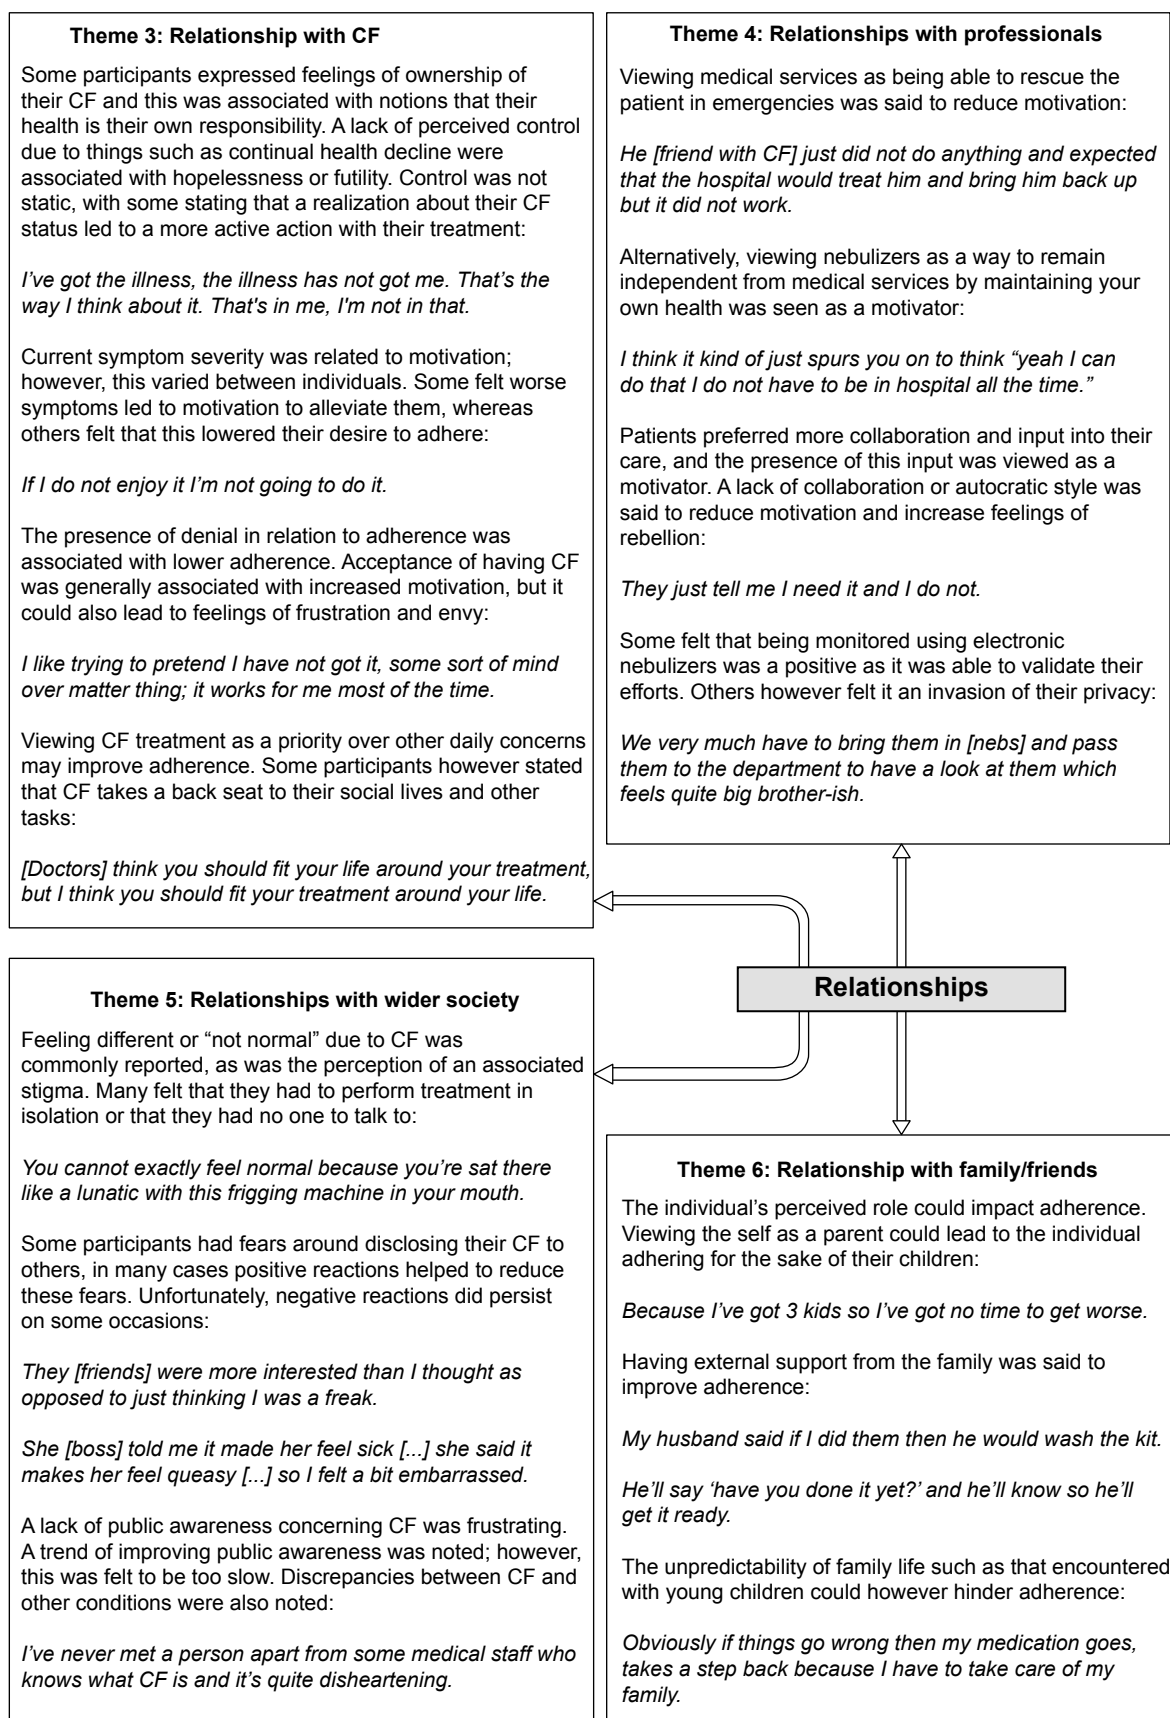 Theme 3: Relationship with CF
Some participants expressed feelings of ownership of
their CF and this was associated with notions that their
health is their own responsibility. A lack of perceived control
due to things such as continual health decline were
associated with hopelessness or futility. Control was not
static, with some stating that a realization about their CF
status led to a more active action with their treatment:
I’ve got the illness, the illness has not got me. That’s the
way I think about it. That's in me, I'm not in that.
Current symptom severity was related to motivation;
however, this varied between individuals. Some felt worse
symptoms led to motivation to alleviate them, whereas
others felt that this lowered their desire to adhere:
If I do not enjoy it I’m not going to do it.
The presence of denial in relation to adherence was
associated with lower adherence. Acceptance of having CF
was generally associated with increased motivation, but it
could also lead to feelings of frustration and envy:
I like trying to pretend I have not got it, some sort of mind
over matter thing; it works for me most of the time.
Viewing CF treatment as a priority over other daily concerns
may improve adherence. Some participants however stated
that CF takes a back seat to their social lives and other
tasks:
[Doctors] think you should fit your life around your treatment,
but I think you should fit your treatment around your life.
Theme 4: Relationships with professionals
Viewing medical services as being able to rescue the
patient in emergencies was said to reduce motivation:
He [friend with CF] just did not do anything and expected
that the hospital would treat him and bring him back up
but it did not work.
Alternatively, viewing nebulizers as a way to remain
independent from medical services by maintaining your
own health was seen as a motivator:
I think it kind of just spurs you on to think “yeah I can
do that I do not have to be in hospital all the time.”
Patients preferred more collaboration and input into their
care, and the presence of this input was viewed as a
motivator. A lack of collaboration or autocratic style was
said to reduce motivation and increase feelings of
rebellion:
They just tell me I need it and I do not.
Some felt that being monitored using electronic
nebulizers was a positive as it was able to validate their
efforts. Others however felt it an invasion of their privacy:
We very much have to bring them in [nebs] and pass
them to the department to have a look at them which
feels quite big brother-ish.
Relationships
Theme 5: Relationships with wider society
Feeling different or “not normal” due to CF was
commonly reported, as was the perception of an associated
stigma. Many felt that they had to perform treatment in
isolation or that they had no one to talk to:
You cannot exactly feel normal because you’re sat there
like a lunatic with this frigging machine in your mouth.
Some participants had fears around disclosing their CF to
others, in many cases positive reactions helped to reduce
these fears. Unfortunately, negative reactions did persist
on some occasions:
They [friends] were more interested than I thought as
opposed to just thinking I was a freak.
She [boss] told me it made her feel sick [...] she said it
makes her feel queasy [...] so I felt a bit embarrassed.
A lack of public awareness concerning CF was frustrating.
A trend of improving public awareness was noted; however,
this was felt to be too slow. Discrepancies between CF and
other conditions were also noted:
I’ve never met a person apart from some medical staff who
knows what CF is and it’s quite disheartening.
Theme 6: Relationship with family/friends
The individual’s perceived role could impact adherence.
Viewing the self as a parent could lead to the individual
adhering for the sake of their children:
Because I’ve got 3 kids so I’ve got no time to get worse.
Having external support from the family was said to
improve adherence:
My husband said if I did them then he would wash the kit.
He’ll say ‘have you done it yet?’ and he’ll know so he’ll
get it ready.
The unpredictability of family life such as that encountered
with young children could however hinder adherence:
Obviously if things go wrong then my medication goes,
takes a step back because I have to take care of my
family.